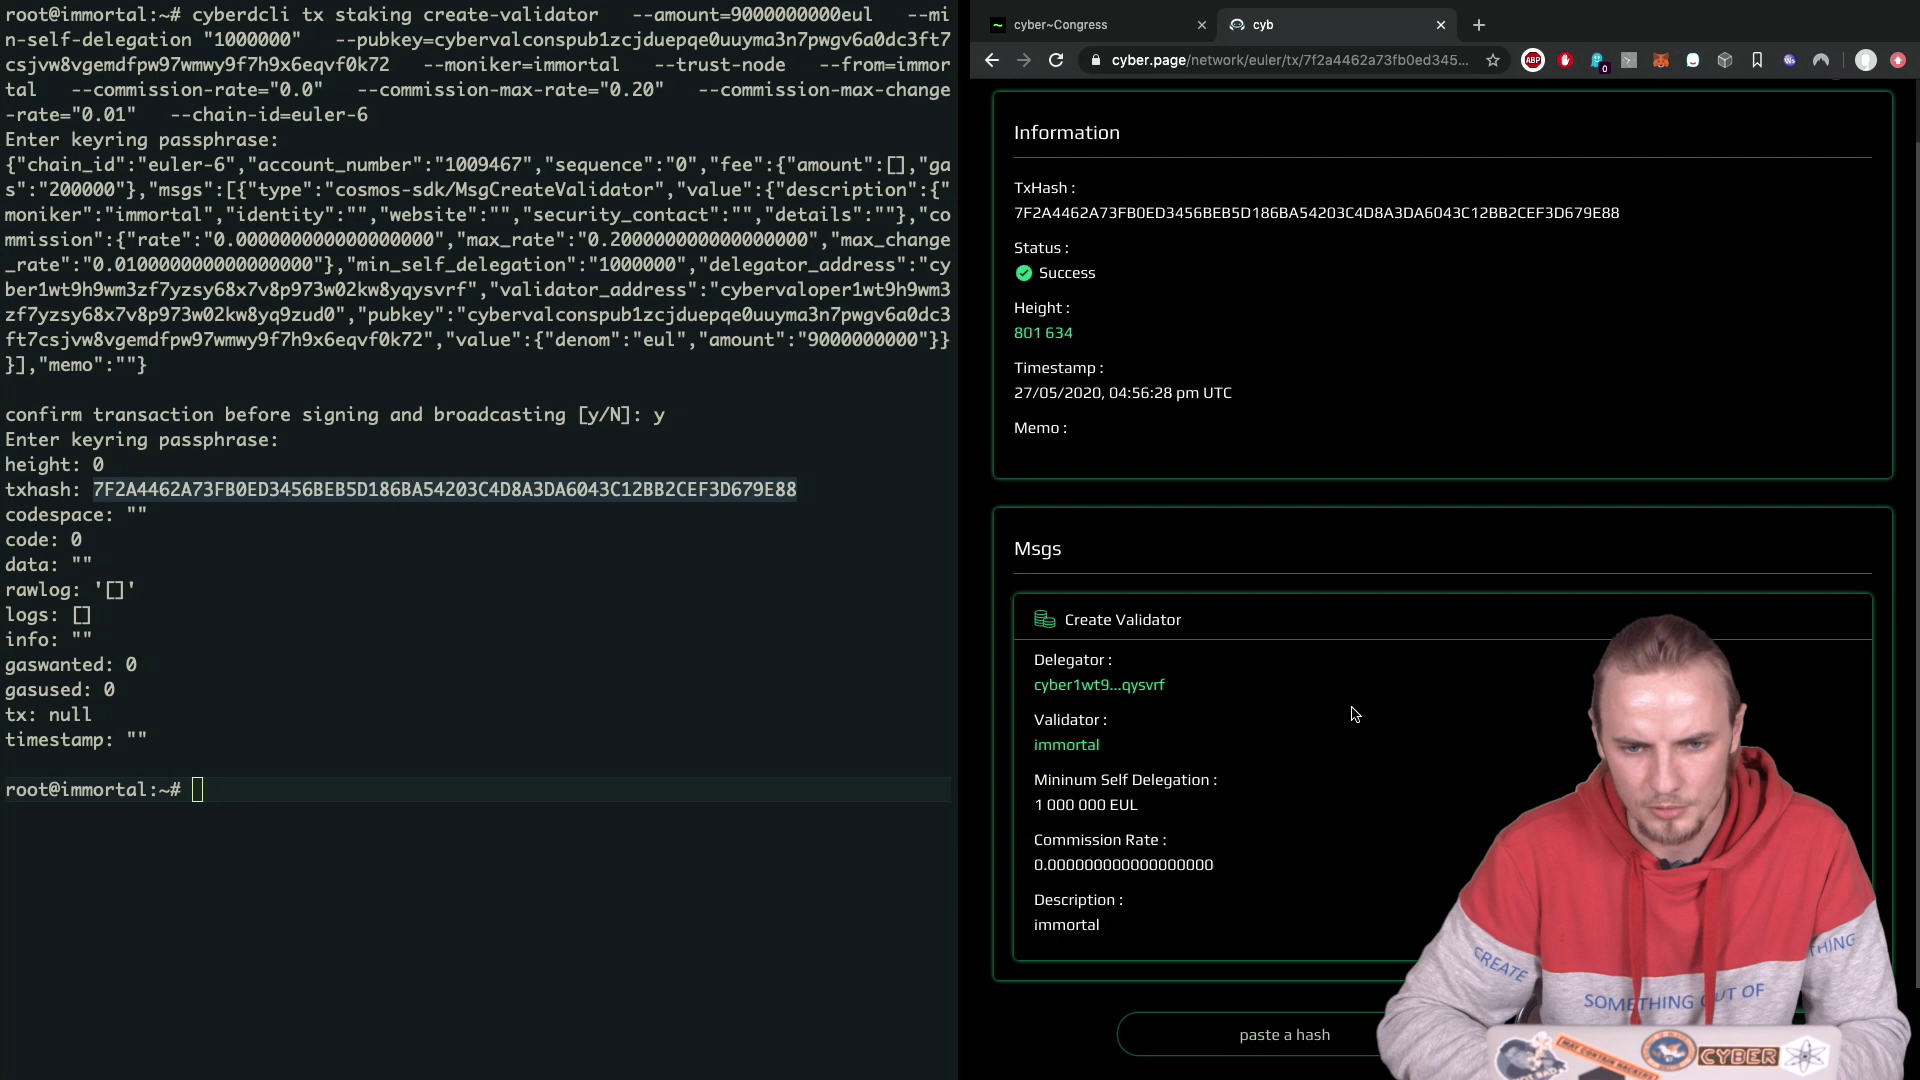 root@immortal:~# cyberdcli tx staking create-validator   --amount=9000000000eul   --mi
n-self-delegation "1000000"   --pubkey=cybervalconspub1zcjduepqe0uuyma3n7pwgv6a0dc3ft7
csjvw8vgemdfpw97wmwy9f7h9x6eqvf0k72   --moniker=immortal   --trust-node   --from=immor
tal   --commission-rate="0.0"   --commission-max-rate="0.20"   --commission-max-change
-rate="0.01"   --chain-id=euler-6
Enter keyring passphrase:
{"chain_id":"euler-6","account_number":"1009467","sequence":"0","fee":{"amount":[],"ga
s":"200000"},"msgs":[{"type":"cosmos-sdk/MsgCreateValidator","value":{"description":{"
moniker":"immortal","identity":"","website":"","security_contact":"","details":""},"co
mmission":{"rate":"0.000000000000000000","max_rate":"0.200000000000000000","max_change
_rate":"0.010000000000000000"},"min_self_delegation":"1000000","delegator_address":"cy
ber1wt9h9wm3zf7yzsy68x7v8p973w02kw8yqysvrf","validator_address":"cybervaloper1wt9h9wm3
zf7yzsy68x7v8p973w02kw8yq9zud0","pubkey":"cybervalconspub1zcjduepqe0uuyma3n7pwgv6a0dc3
ft7csjvw8vgemdfpw97wmwy9f7h9x6eqvf0k72","value":{"denom":"eul","amount":"9000000000"}}
}],"memo":""}
confirm transaction before signing and broadcasting [y/N]: y
Enter keyring passphrase:
height: 0
txhash: 7F2A4462A73FB0ED3456BEB5D186BA54203C4D8A3DA6043C12BB2CEF3D679E88
codespace: ""
code: 0
data: ""
rawlog: '[]'
logs: []
info: ""
gaswanted: 0
gasused: 0
tx: null
timestamp: ""
root@immortal:~#
cyber~Congress
cyb
cyber.page/network/euler/tx/7f2a4462a73fb0ed345...
ABP
0
Information
TxHash :
7F2A4462A73FB0ED3456BEB5D186BA54203C4D8A3DA6043C12BB2CEF3D679E88
Status :
Success
Height :
801 634
Timestamp :
27/05/2020, 04:56:28 pm UTC
Memo :
Msgs
Create Validator
Delegator :
cyber1wt9...qysvrf
Validator :
immortal
Mininum Self Delegation :
1 000 000 EUL
Commission Rate :
0.000000000000000000
Description :
immortal
paste a hash
CREATE
SOMETHING OUT OF
THING
MAY CONTAIN HACKERS
CYBER